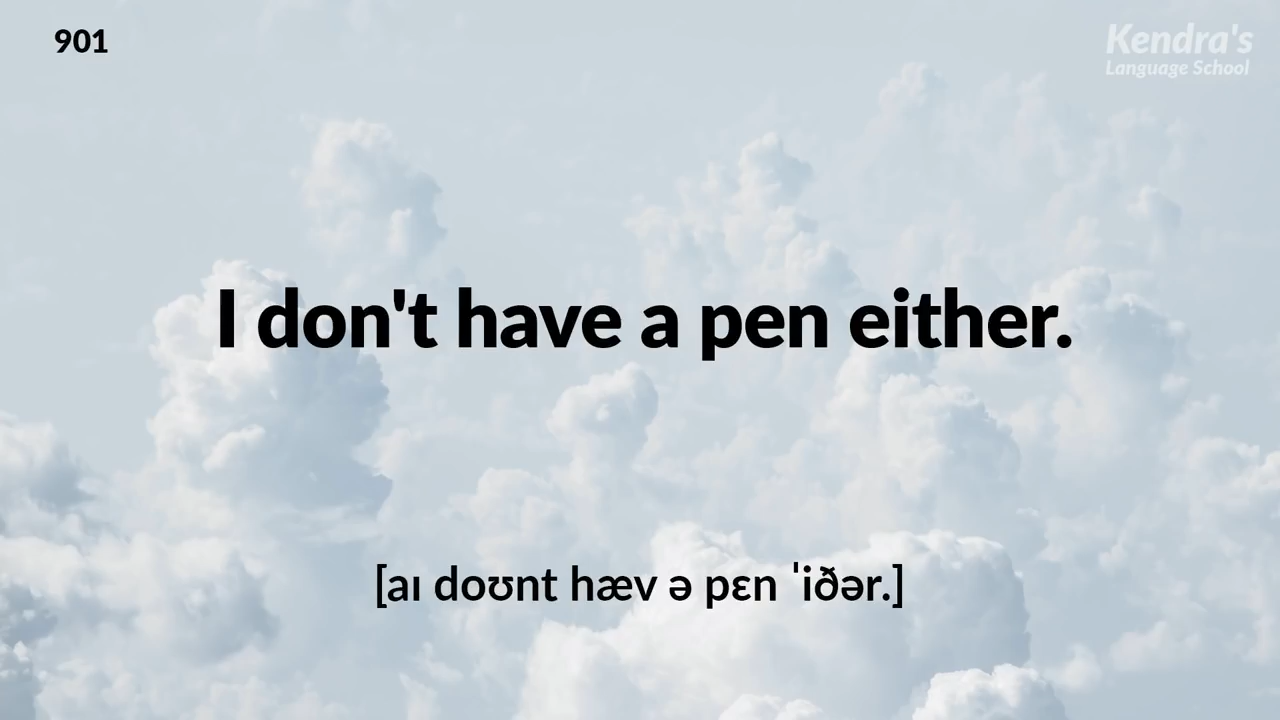 901
Kendra's
Language School
I don't have a pen either.
[aɪ doʊnt hæv ə pɛn ˈiðər.]